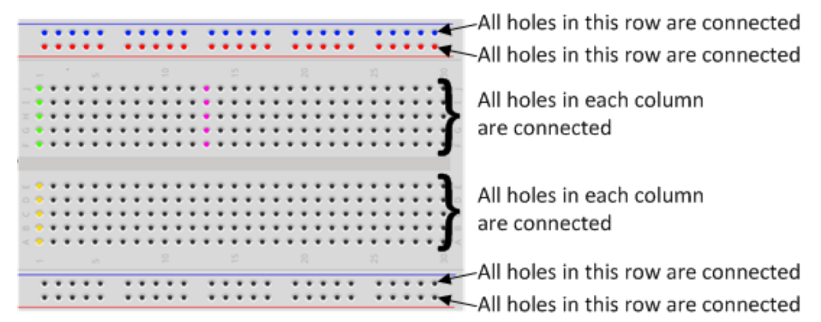 All holes in this row are connected
All holes in this row are connected
1 5 10 15 20 25 30
J
I
H
G
F
All holes in each column
are connected
E
D
C
B
A
All holes in each column
are connected
1 5 10 15 20 25 30
All holes in this row are connected
All holes in this row are connected